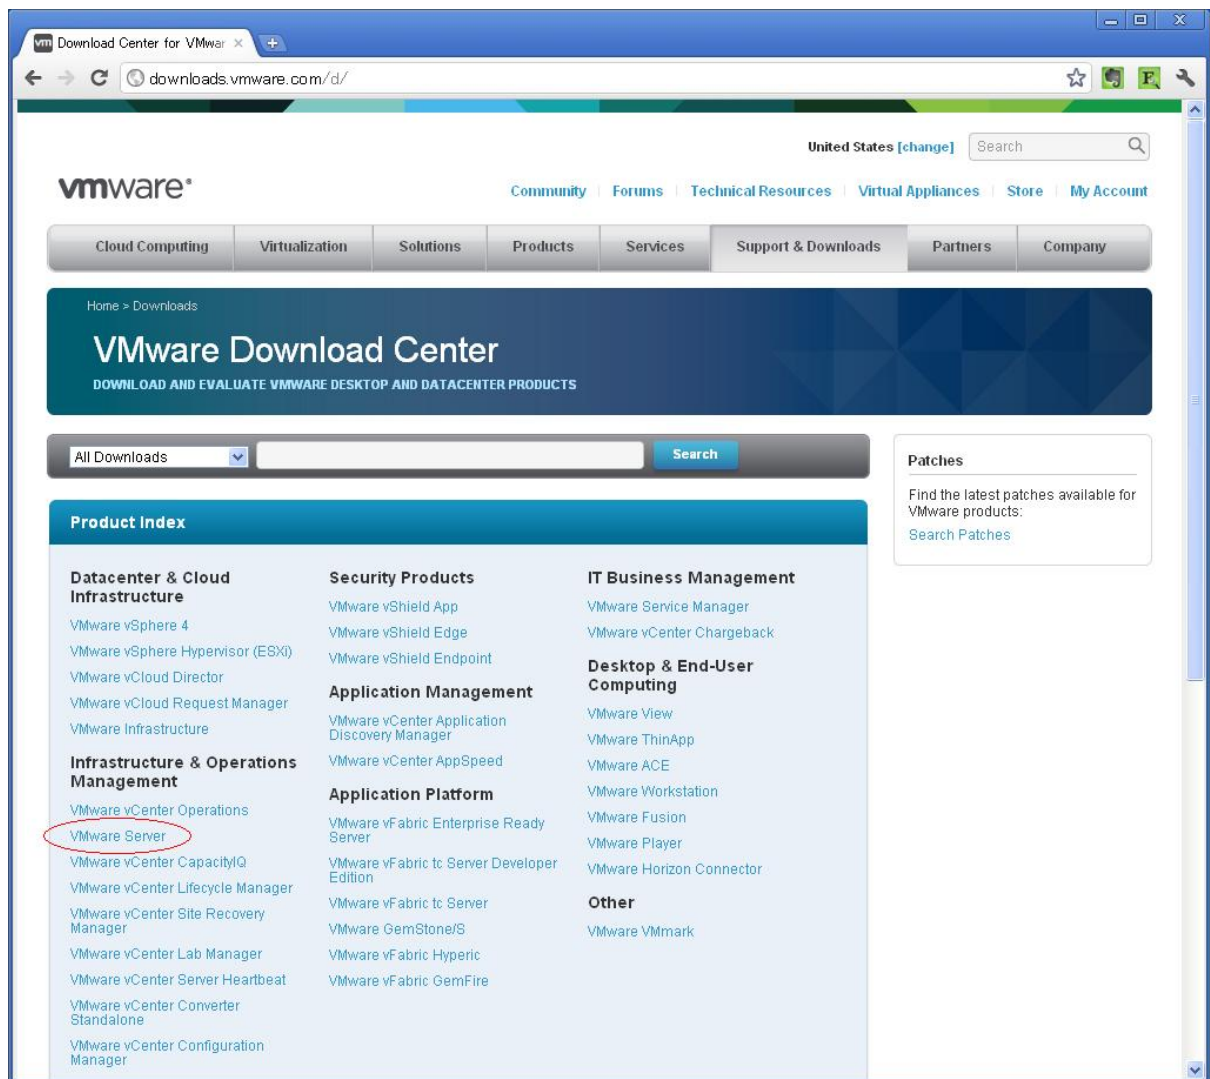 Download Center for VMwar
downloads.vmware.com/d/
United States [change] Search
vmware
Community Forums Technical Resources Virtual Appliances Store My Account
Cloud Computing Virtualization Solutions Products Services Support & Downloads Partners Company
Home > Downloads
VMware Download Center
DOWNLOAD AND EVALUATE VMWARE DESKTOP AND DATACENTER PRODUCTS
All Downloads Search
Product Index
Datacenter & Cloud
Infrastructure
VMware vSphere 4
VMware vSphere Hypervisor (ESXi)
VMware vCloud Director
VMware vCloud Request Manager
VMware Infrastructure
Infrastructure & Operations
Management
VMware vCenter Operations
VMware Server
VMware vCenter CapacityIQ
VMware vCenter Lifecycle Manager
VMware vCenter Site Recovery
Manager
VMware vCenter Lab Manager
VMware vCenter Server Heartbeat
VMware vCenter Converter
Standalone
VMware vCenter Configuration
Manager
Security Products
VMware vShield App
VMware vShield Edge
VMware vShield Endpoint
Application Management
VMware vCenter Application
Discovery Manager
VMware vCenter AppSpeed
Application Platform
VMware vFabric Enterprise Ready
Server
VMware vFabric tc Server Developer
Edition
VMware vFabric tc Server
VMware GemStone/S
VMware vFabric Hyperic
VMware vFabric GemFire
IT Business Management
VMware Service Manager
VMware vCenter Chargeback
Desktop & End-User
Computing
VMware View
VMware ThinApp
VMware ACE
VMware Workstation
VMware Fusion
VMware Player
VMware Horizon Connector
Other
VMware VMmark
Patches
Find the latest patches available for
VMware products:
Search Patches